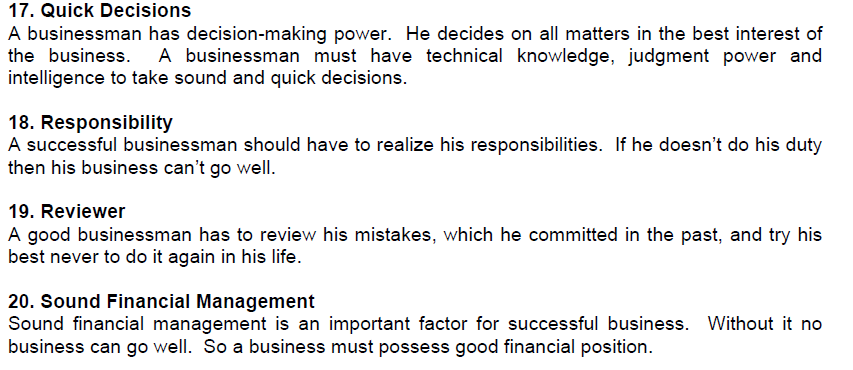 17. Quick Decisions
A businessman has decision-making power. He decides on all matters in the best interest of
the business. A businessman must have technical knowledge, judgment power and
intelligence to take sound and quick decisions.
18. Responsibility
A successful businessman should have to realize his responsibilities. If he doesn't do his duty
then his business can't go well.
19. Reviewer
A good businessman has to review his mistakes, which he committed in the past, and try his
best never to do it again in his life.
20. Sound Financial Management
Sound financial management is an important factor for successful business. Without it no
business can go well. So a business must possess good financial position.